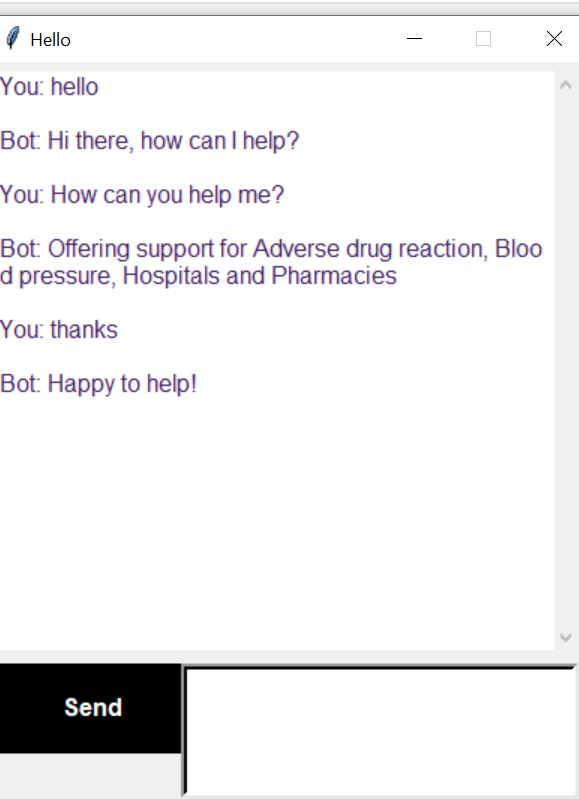 Hello
You: hello
Bot: Hi there, how can I help?
You: How can you help me?
Bot: Offering support for Adverse drug reaction, Bloo
d pressure, Hospitals and Pharmacies
You: thanks
Bot: Happy to help!
Send